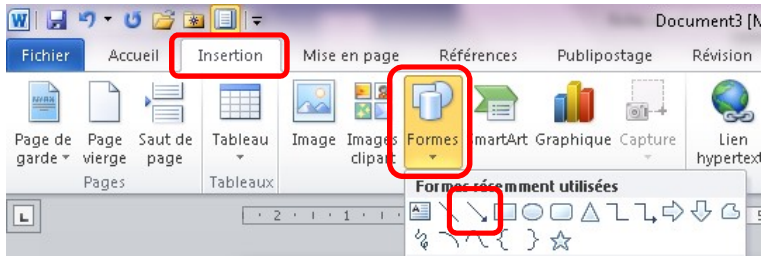 Document3 [M
Fichier Accueil Insertion Mise en page Références Publipostage Révision
Page de garde Page vierge Saut de page Tableau Image Images clipart Formes SmartArt Graphique Capture Lien hypertext
Pages Tableaux
Formes récemment utilisées
2 1 1